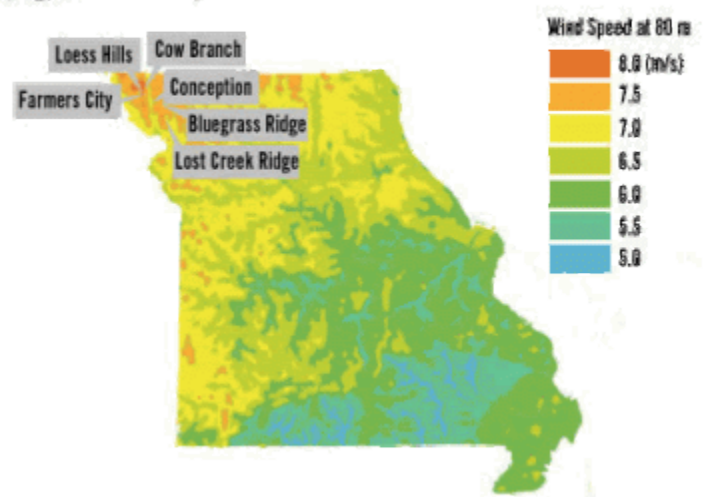 Wind Speed at 80 m
Loess Hills
Cow Branch
Farmers City
Conception
Bluegrass Ridge
Lost Creek Ridge
8.0 (m/s)
7.5
7.0
6.5
6.0
5.5
5.0